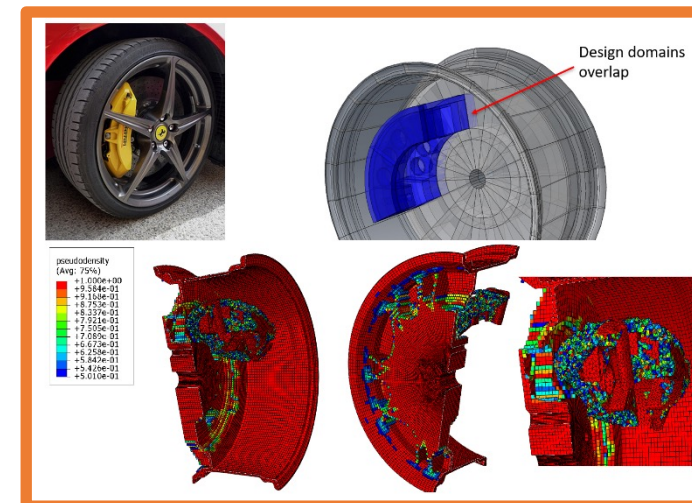 Design domains
overlap
pseudodensity
(Avg: 75%)
+1.000e+00
+9.584e-01
+9.168e-01
+8.753e-01
+8.337e-01
+7.921e-01
+7.505e-01
+7.089e-01
+6.673e-01
+6.258e-01
+5.842e-01
+5.426e-01
+5.010e-01